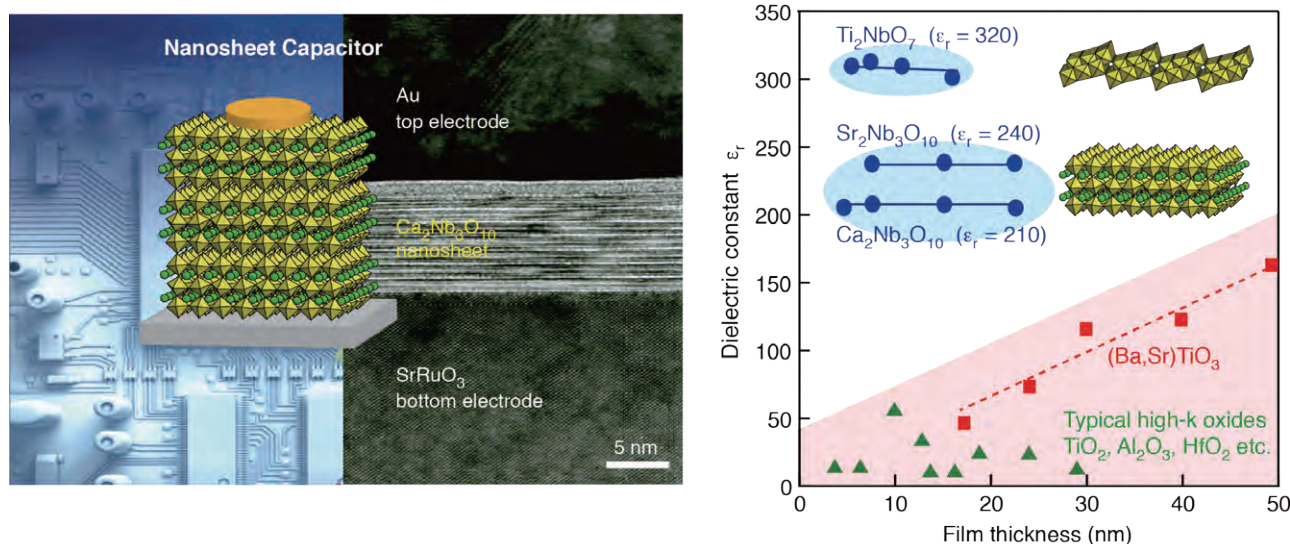 Nanosheet Capacitor
Au
top electrode
Ca₂Nb₃O₁₀
nanosheet
SrRuO₃
bottom electrode
5 nm
Dielectric constant εᵣ
350
300
250
200
150
100
50
0
Ti₂NbO₇ (εᵣ = 320)
Sr₂Nb₃O₁₀ (εᵣ = 240)
Ca₂Nb₃O₁₀ (εᵣ = 210)
(Ba,Sr)TiO₃
Typical high-k oxides
TiO₂, Al₂O₃, HfO₂ etc.
0 10 20 30 40 50
Film thickness (nm)